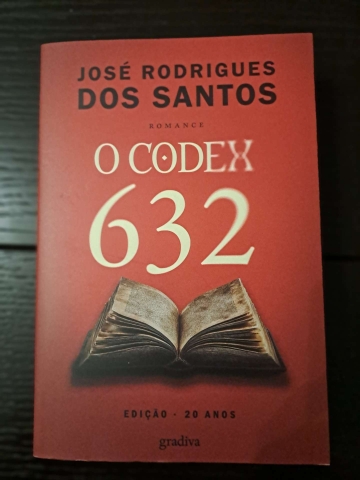 JOSÉ RODRIGUES
DOS SANTOS
ROMANCE
O CODEX
632
EDIÇÃO - 20 ANOS
gradiva